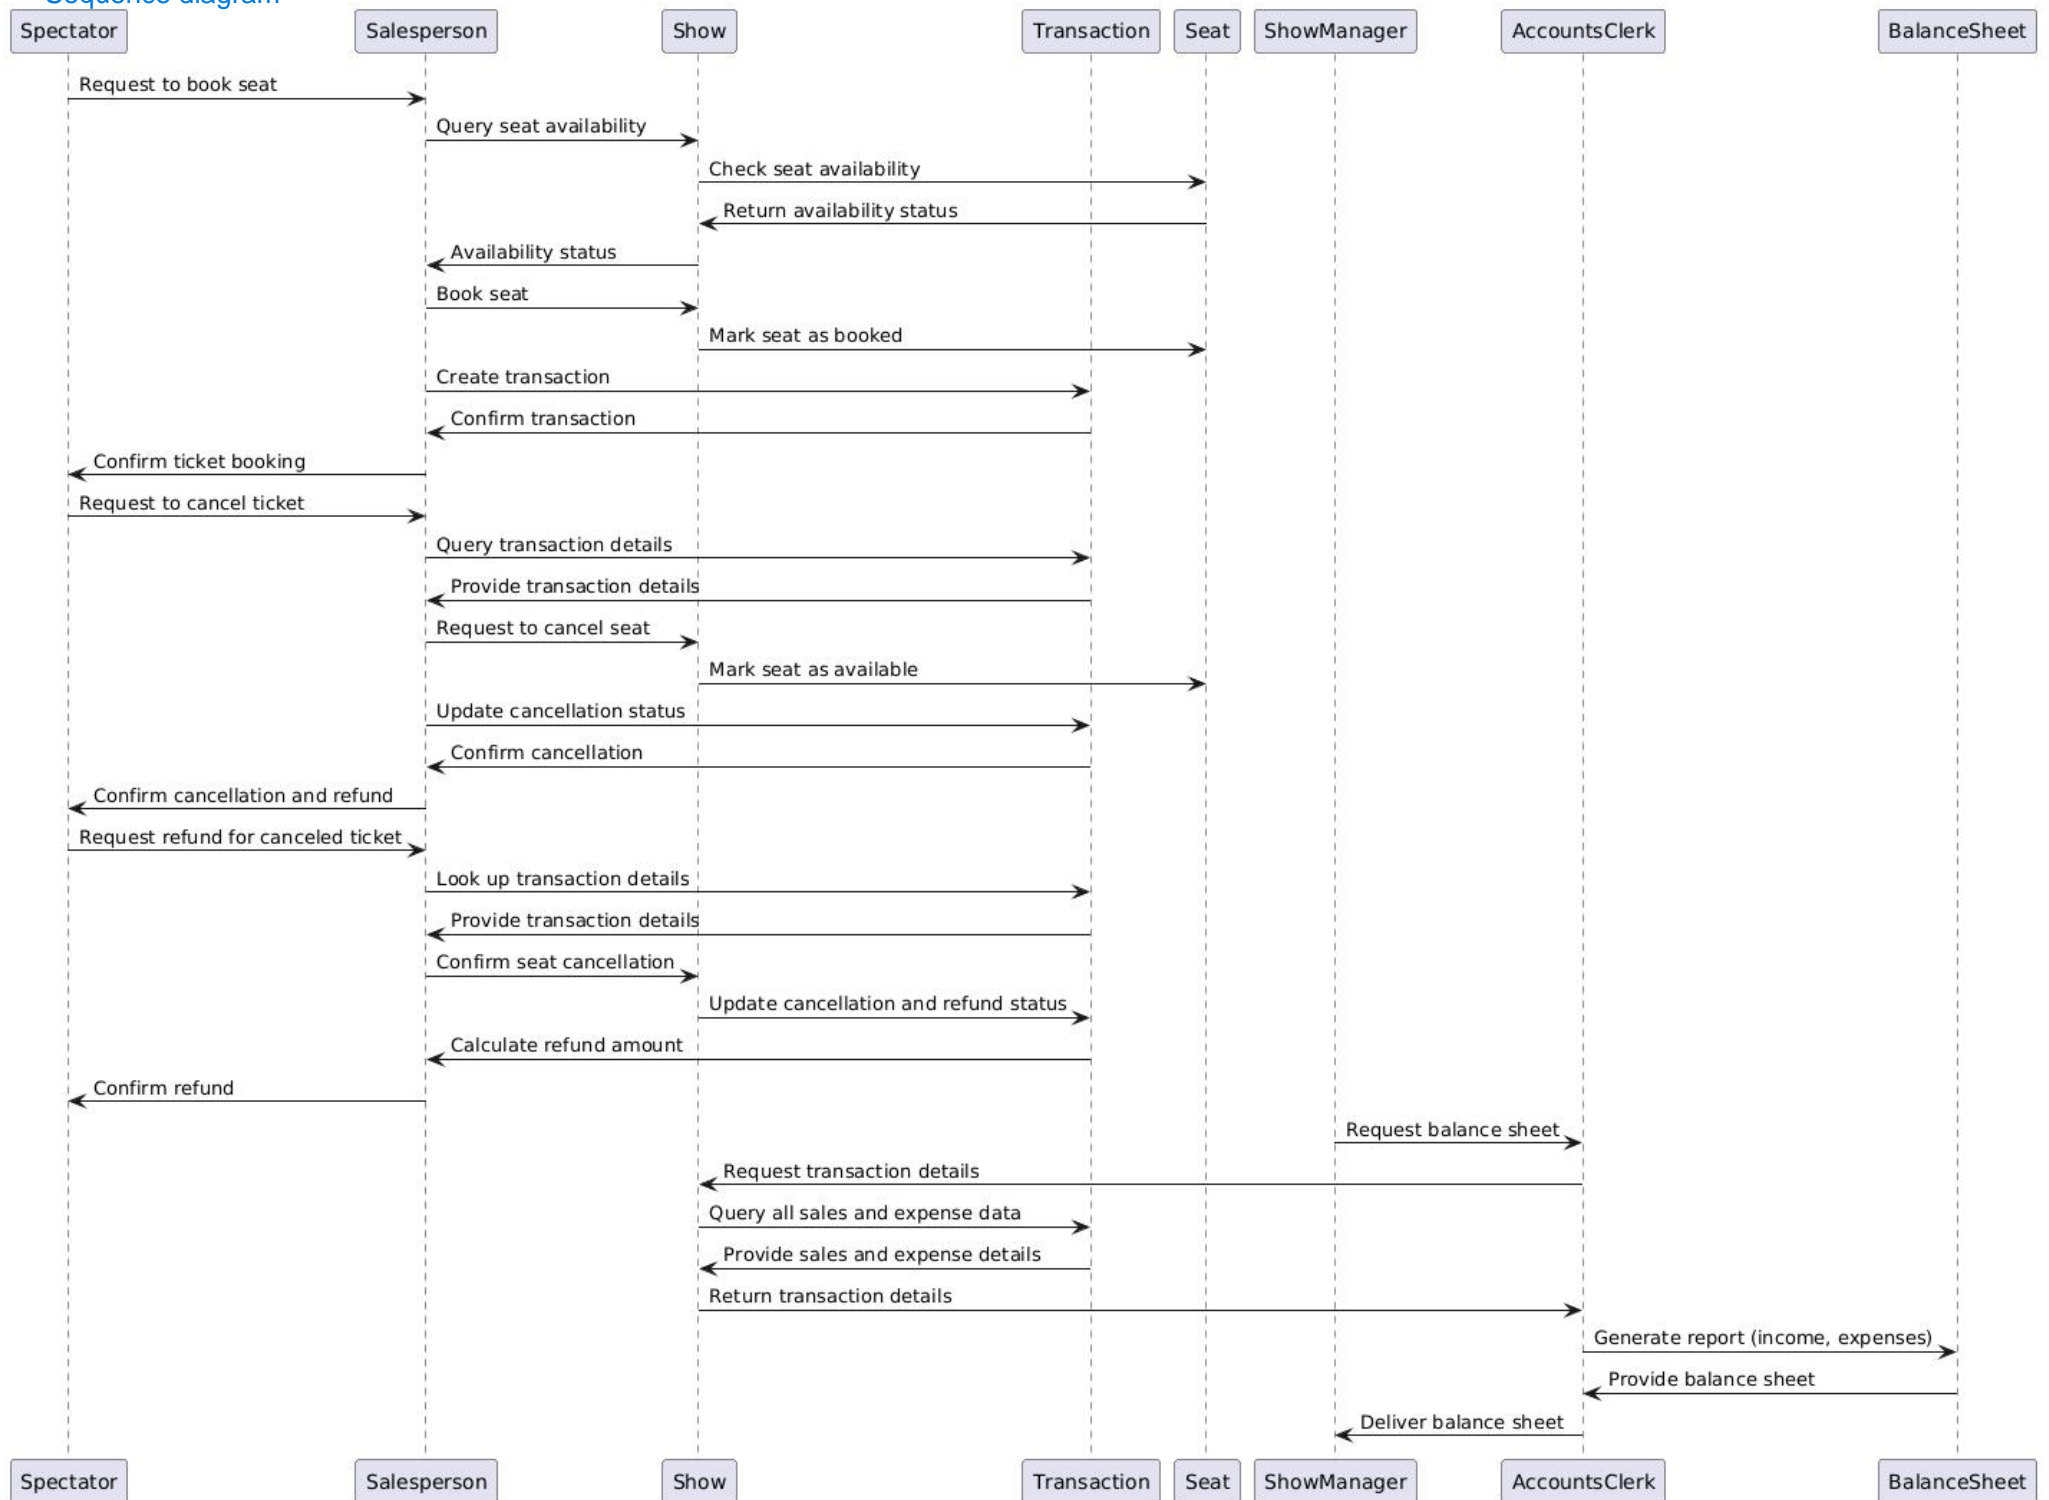 Sequence diagram
Spectator Salesperson Show Transaction Seat ShowManager AccountsClerk BalanceSheet
Request to book seat
Query seat availability
Check seat availability
Return availability status
Availability status
Book seat
Mark seat as booked
Create transaction
Confirm transaction
Confirm ticket booking
Request to cancel ticket
Query transaction details
Provide transaction details
Request to cancel seat
Mark seat as available
Update cancellation status
Confirm cancellation
Confirm cancellation and refund
Request refund for canceled ticket
Look up transaction details
Provide transaction details
Confirm seat cancellation
Update cancellation and refund status
Calculate refund amount
Confirm refund
Request balance sheet
Request transaction details
Query all sales and expense data
Provide sales and expense details
Return transaction details
Generate report (income, expenses)
Provide balance sheet
Deliver balance sheet
Spectator Salesperson Show Transaction Seat ShowManager AccountsClerk BalanceSheet